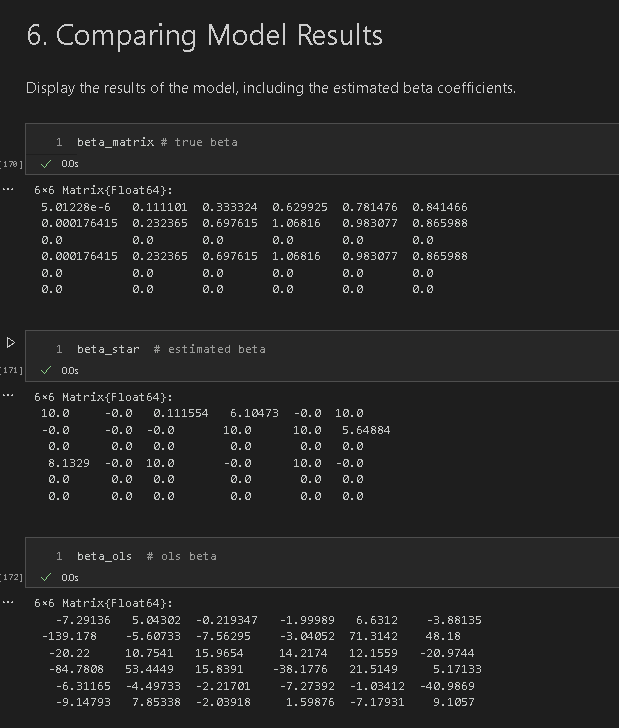 6. Comparing Model Results
Display the results of the model, including the estimated beta coefficients.
1 beta_matrix # true beta
[170] ✓ 0.0s
... 6×6 Matrix{Float64}:
5.01228e-6 0.111101 0.333324 0.629925 0.781476 0.841466
0.000176415 0.232365 0.697615 1.06816 0.983077 0.865988
0.0 0.0 0.0 0.0 0.0 0.0
0.000176415 0.232365 0.697615 1.06816 0.983077 0.865988
0.0 0.0 0.0 0.0 0.0 0.0
0.0 0.0 0.0 0.0 0.0 0.0
1 beta_star # estimated beta
[171] ✓ 0.0s
... 6×6 Matrix{Float64}:
10.0 -0.0 0.111554 6.10473 -0.0 10.0
-0.0 -0.0 -0.0 10.0 10.0 5.64884
0.0 0.0 0.0 0.0 0.0 0.0
8.1329 -0.0 10.0 -0.0 10.0 -0.0
0.0 0.0 0.0 0.0 0.0 0.0
0.0 0.0 0.0 0.0 0.0 0.0
1 beta_ols # ols beta
[172] ✓ 0.0s
... 6×6 Matrix{Float64}:
-7.29136 5.04302 -0.219347 -1.99989 6.6312 -3.88135
-139.178 -5.60733 -7.56295 -3.04052 71.3142 48.18
-20.22 10.7541 15.9654 14.2174 12.1559 -20.9744
-84.7808 53.4449 15.8391 -38.1776 21.5149 5.17133
-6.31165 -4.49733 -2.21701 -7.27392 -1.03412 -40.9869
-9.14793 7.85338 -2.03918 1.59876 -7.17931 9.1057